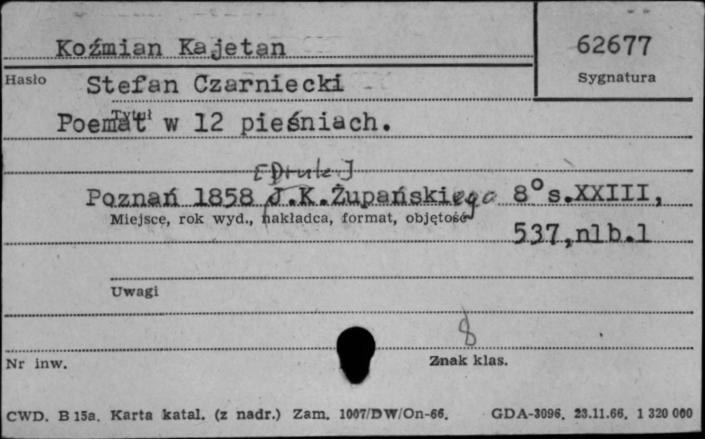 Koźmian Kajetan
62677
Hasło
Sygnatura
Stefan Czarniecki
Tytuł
Poemat w 12 pieśniach.
[Druk]
Poznań 1858 J.K.Żupańskiego 8° s.XXIII,
Miejsce, rok wyd., nakładca, format, objętość
537,nlb.1
Uwagi
8
Nr inw.
Znak klas.
CWD. B 15a. Karta katal. (z nadr.) Zam. 1007/DW/On-66. GDA-3096. 23.11.66. 1 320 000